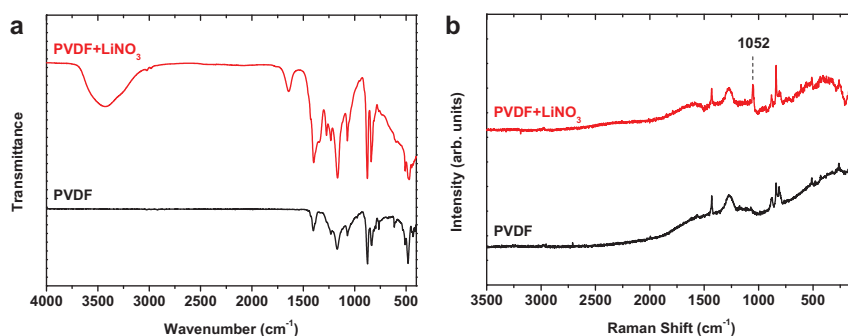 a
PVDF+LiNO₃
PVDF
Transmittance
4000 3500 3000 2500 2000 1500 1000 500
Wavenumber (cm⁻¹)
b
1052
PVDF+LiNO₃
PVDF
Intensity (arb. units)
3500 3000 2500 2000 1500 1000 500
Raman Shift (cm⁻¹)